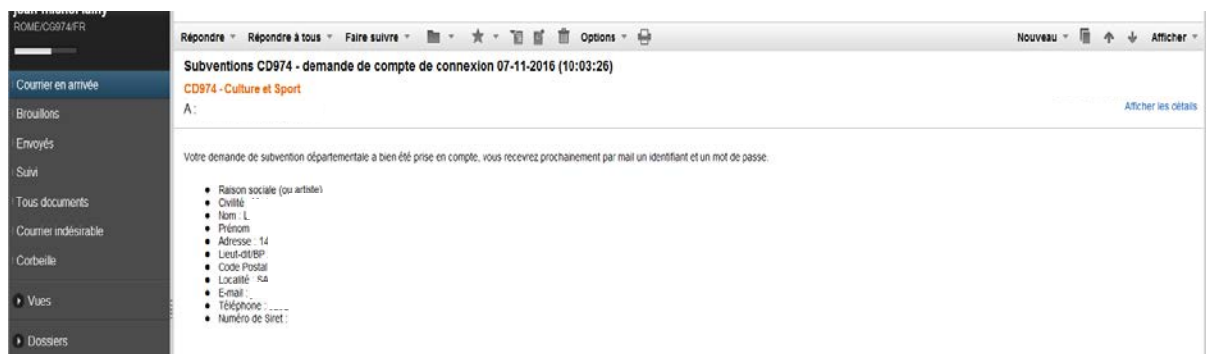 ROME/CG974/FR
Répondre Répondre à tous Faire suivre Options Nouveau Afficher
Subventions CD974 - demande de compte de connexion 07-11-2016 (10:03:26)
CD974 - Culture et Sport
A :
Afficher les détails
Courrier en arrivée
Brouillons
Envoyés
Suivi
Tous documents
Courrier indésirable
Corbeille
Vues
Dossiers
Votre demande de subvention départementale a bien été prise en compte, vous recevrez prochainement par mail un identifiant et un mot de passe.
Raison sociale (ou artiste)
Civilité
Nom : L
Prénom
Adresse : 14
Lieut-dit/BP
Code Postal
Localité : SA
E-mail :
Téléphone :
Numéro de Siret :